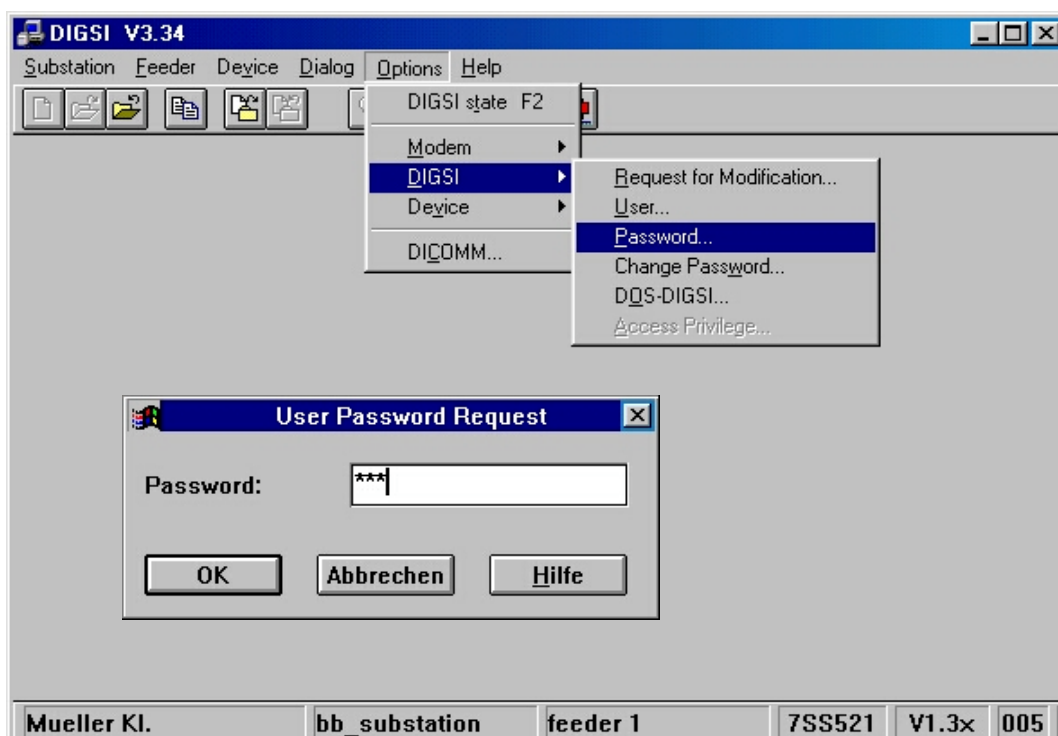 DIGSI V3.34
Substation Feeder Device Dialog Options Help
DIGSI state F2
Modem
DIGSI
Device
DICOMM...
Request for Modification...
User...
Password...
Change Password...
DOS-DIGSI...
Access Privilege...
User Password Request
Password: ***
OK Abbrechen Hilfe
Mueller Kl. bb_substation feeder 1 7SS521 V1.3x 005